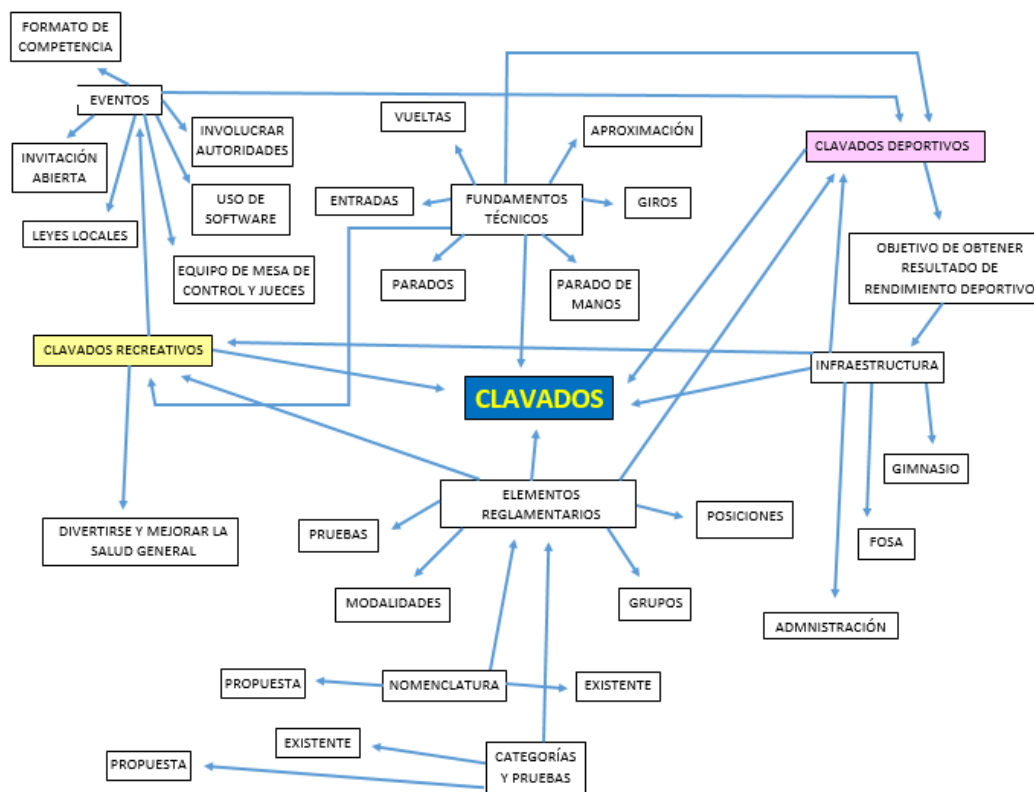 FORMATO DE
COMPETENCIA
EVENTOS
INVOLUCRAR
AUTORIDADES
INVITACIÓN
ABIERTA
USO DE
SOFTWARE
LEYES LOCALES
EQUIPO DE MESA DE
CONTROL Y JUECES
VUELTAS
APROXIMACIÓN
ENTRADAS
FUNDAMENTOS
TÉCNICOS
GIROS
PARADOS
PARADO DE
MANOS
CLAVADOS DEPORTIVOS
OBJETIVO DE OBTENER
RESULTADO DE
RENDIMIENTO DEPORTIVO
CLAVADOS RECREATIVOS
INFRAESTRUCTURA
CLAVADOS
GIMNASIO
FOSA
ADMNISTRACIÓN
DIVERTIRSE Y MEJORAR LA
SALUD GENERAL
ELEMENTOS
REGLAMENTARIOS
PRUEBAS
POSICIONES
MODALIDADES
GRUPOS
PROPUESTA
NOMENCLATURA
EXISTENTE
EXISTENTE
PROPUESTA
CATEGORÍAS
Y PRUEBAS